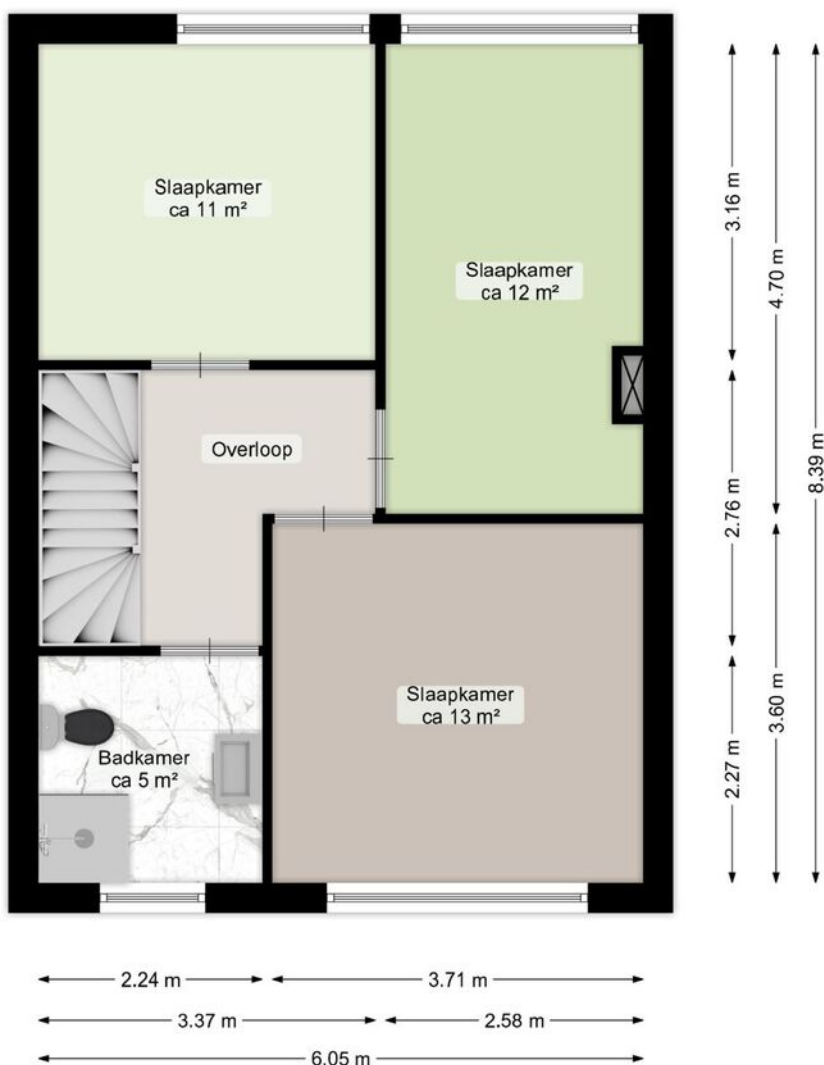 Slaapkamer
ca 11 m²
Slaapkamer
ca 12 m²
Overloop
Slaapkamer
ca 13 m²
Badkamer
ca 5 m²
3.16 m
4.70 m
8.39 m
2.76 m
3.60 m
2.27 m
2.24 m
3.71 m
3.37 m
2.58 m
6.05 m